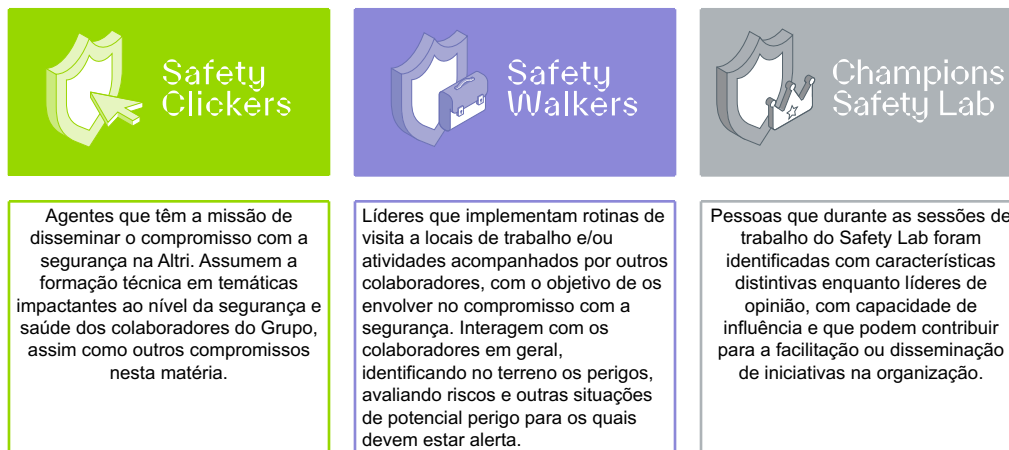 Safety
Clickers
Safety
Walkers
Champions
Safety Lab
Agentes que têm a missão de
disseminar o compromisso com a
segurança na Altri. Assumem a
formação técnica em temáticas
impactantes ao nível da segurança e
saúde dos colaboradores do Grupo,
assim como outros compromissos
nesta matéria.
Líderes que implementam rotinas de
visita a locais de trabalho e/ou
atividades acompanhados por outros
colaboradores, com o objetivo de os
envolver no compromisso com a
segurança. Interagem com os
colaboradores em geral,
identificando no terreno os perigos,
avaliando riscos e outras situações
de potencial perigo para os quais
devem estar alerta.
Pessoas que durante as sessões de
trabalho do Safety Lab foram
identificadas com características
distintivas enquanto líderes de
opinião, com capacidade de
influência e que podem contribuir
para a facilitação ou disseminação
de iniciativas na organização.